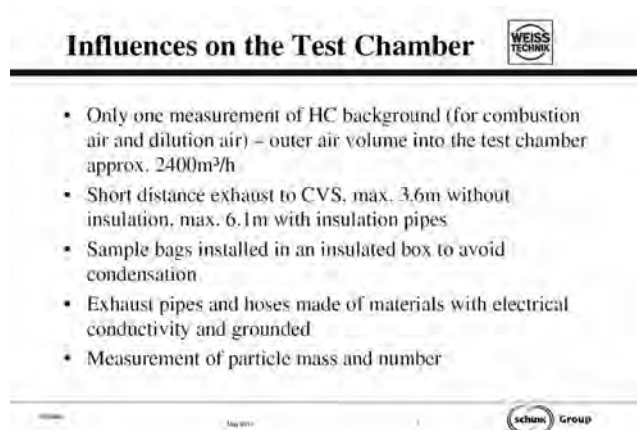 Influences on the Test Chamber
WEISS
TECHNIK
• Only one measurement of HC background (for combustion
air and dilution air) – outer air volume into the test chamber
approx. 2400m³/h
• Short distance exhaust to CVS, max. 3.6m without
insulation, max. 6.1m with insulation pipes
• Sample bags installed in an insulated box to avoid
condensation
• Exhaust pipes and hoses made of materials with electrical
conductivity and grounded
• Measurement of particle mass and number
schunk Group